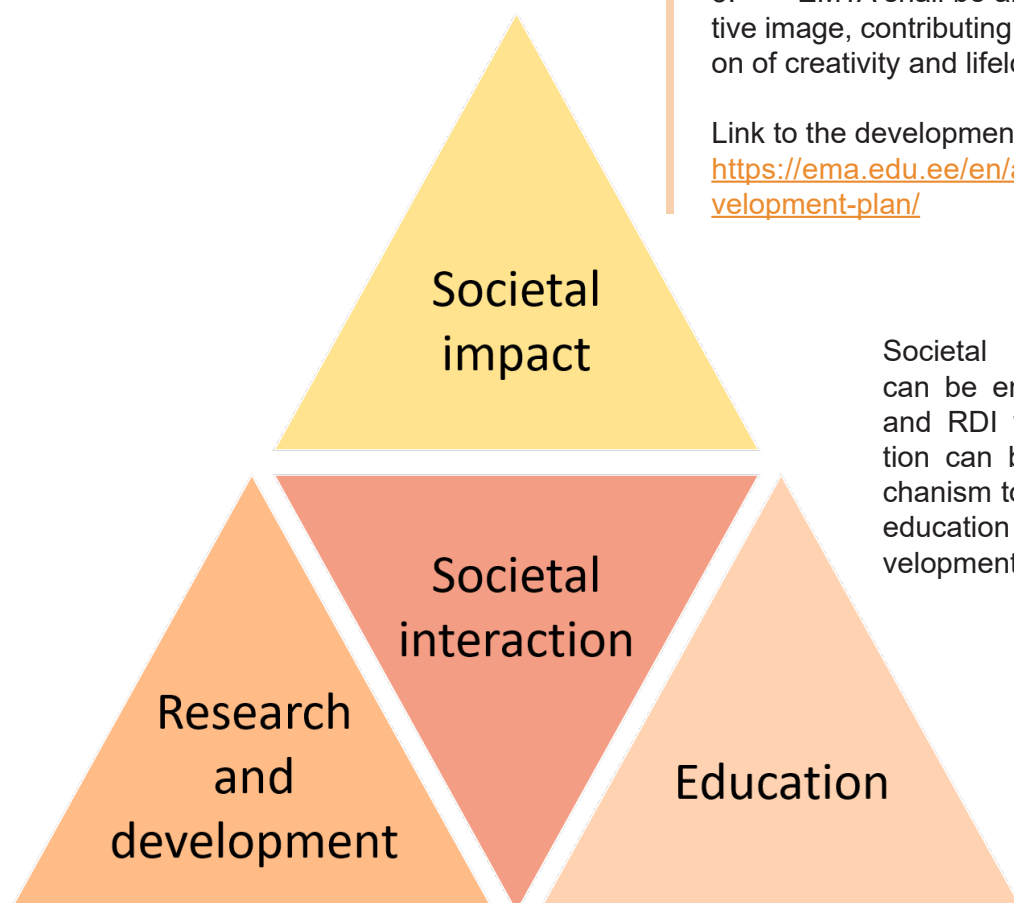 tive image, contributing
on of creativity and lifelo
Link to the developmen
https://ema.edu.ee/en/a
velopment-plan/
Societal
impact
Societal
can be en
and RDI
tion can b
chanism to
education
velopment
Societal
interaction
Research
and
development
Education